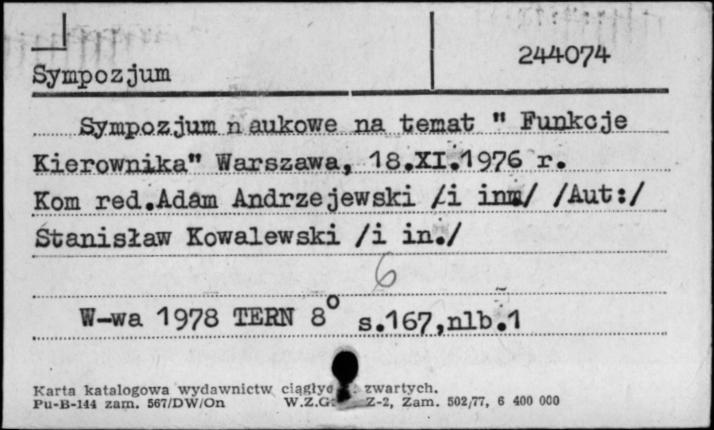 244074
Sympozjum
Sympozjum n aukowe na temat " Funkcje
Kierownika" Warszawa, 18.XI.1976 r.
Kom red.Adam Andrzejewski /i inn/ /Aut:/
Stanisław Kowalewski /i in./
6
W-wa 1978 TERN 8° s.167,nlb.1
Karta katalogowa wydawnictw zwartych.
Pu-B-144 zam. 567/DW/On W.Z.G. Z-2, Zam. 502/77, 6 400 000